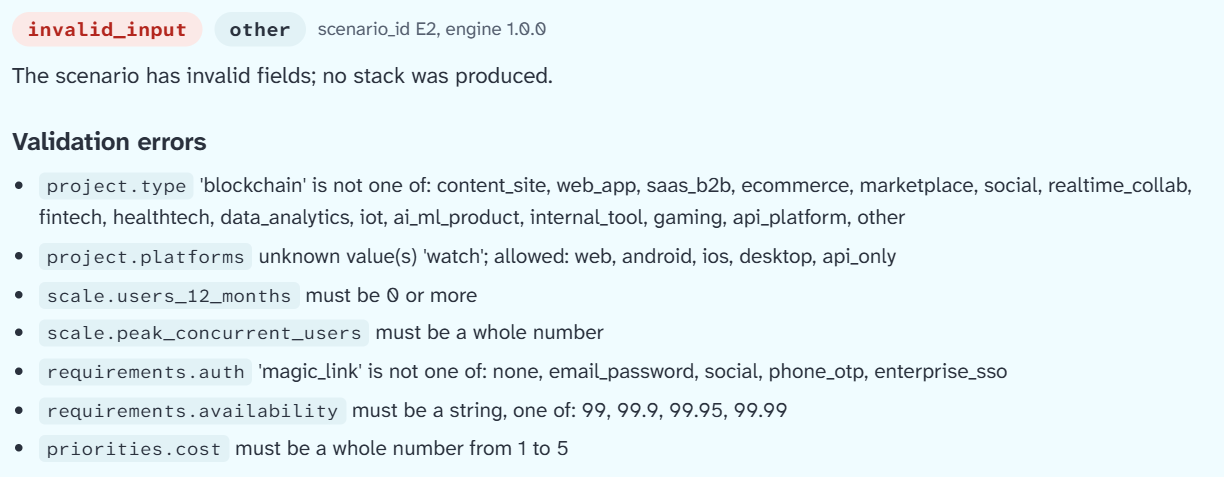 invalid_input other scenario_id E2, engine 1.0.0
The scenario has invalid fields; no stack was produced.
Validation errors
project.type 'blockchain' is not one of: content_site, web_app, saas_b2b, ecommerce, marketplace, social, realtime_collab,
fintech, healthtech, data_analytics, iot, ai_ml_product, internal_tool, gaming, api_platform, other
project.platforms unknown value(s) 'watch'; allowed: web, android, ios, desktop, api_only
scale.users_12_months must be 0 or more
scale.peak_concurrent_users must be a whole number
requirements.auth 'magic_link' is not one of: none, email_password, social, phone_otp, enterprise_sso
requirements.availability must be a string, one of: 99, 99.9, 99.95, 99.99
priorities.cost must be a whole number from 1 to 5